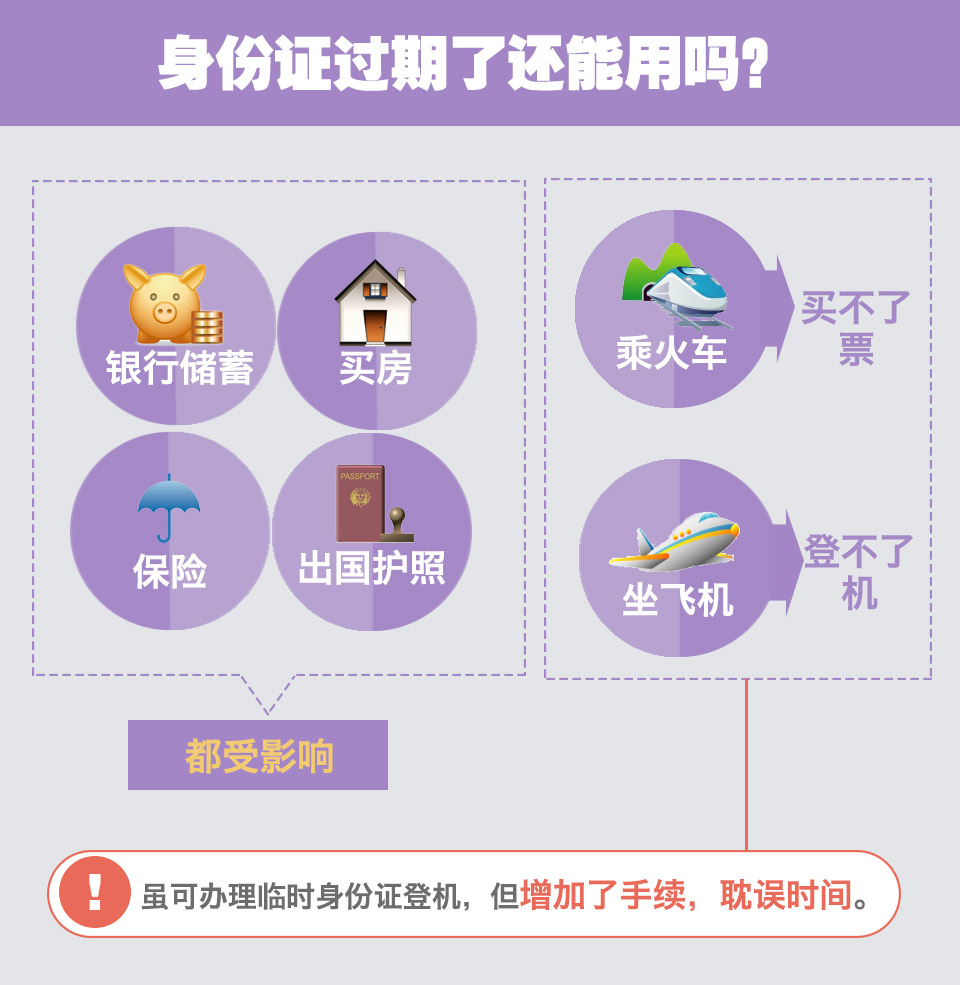 身份证过期了还能用吗?
银行储蓄
买房
PASSPORT
保险
出国护照
都受影响
乘火车
买不了
票
坐飞机
登不了
机
! 虽可办理临时身份证登机，但增加了手续，耽误时间。